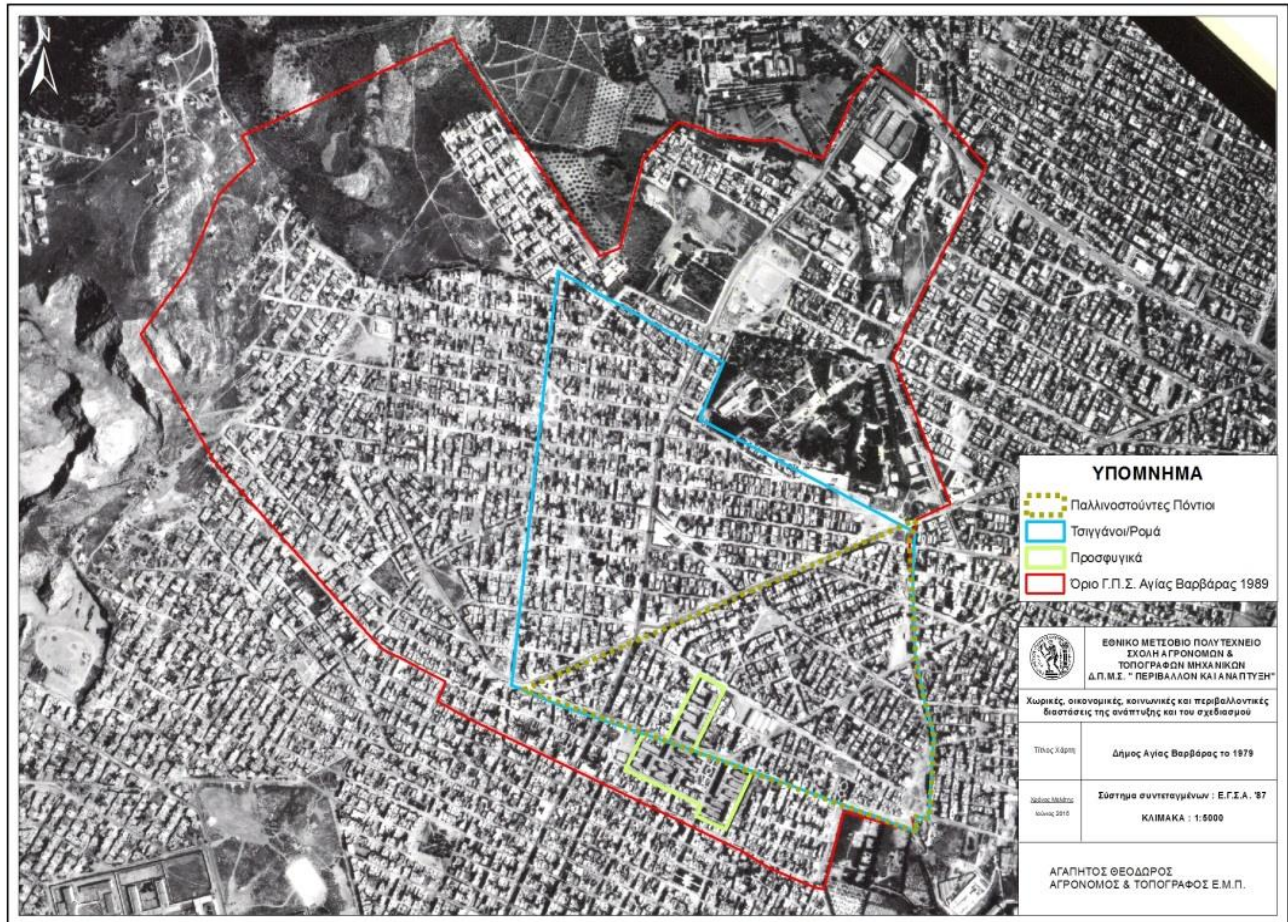 N
ΥΠΟΜΝΗΜΑ
Παλλινοστούντες Πόντιοι
Τσιγγάνοι/Ρομά
Προσφυγικά
Όριο Γ.Π.Σ. Αγίας Βαρβάρας 1989
ΕΘΝΙΚΟ ΜΕΤΣΟΒΙΟ ΠΟΛΥΤΕΧΝΕΙΟ
ΣΧΟΛΗ ΑΓΡΟΝΟΜΩΝ &
ΤΟΠΟΓΡΑΦΩΝ ΜΗΧΑΝΙΚΩΝ
Δ.Π.Μ.Σ. " ΠΕΡΙΒΑΛΛΟΝ ΚΑΙ ΑΝΑΠΤΥΞΗ"
Χωρικές, οικονομικές, κοινωνικές και περιβαλλοντικές
διαστάσεις της ανάπτυξης και του σχεδιασμού
Τίτλος Χάρτη
Δήμος Αγίας Βαρβάρας το 1979
Χρόνος Μελέτης
Σύστημα συντεταγμένων : Ε.Γ.Σ.Α. '87
ΚΛΙΜΑΚΑ : 1:5000
ΑΓΑΠΗΤΟΣ ΘΕΟΔΩΡΟΣ
ΑΓΡΟΝΟΜΟΣ & ΤΟΠΟΓΡΑΦΟΣ Ε.Μ.Π.